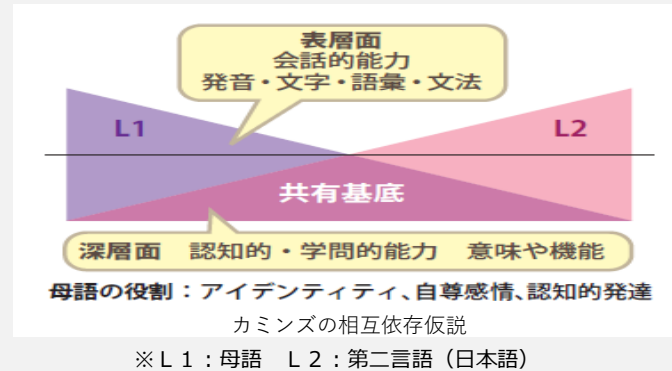 表層面
会話的能力
発音・文字・語彙・文法
L1
L2
共有基底
深層面 認知的・学問的能力 意味や機能
母語の役割：アイデンティティ、自尊感情、認知的発達
カミンズの相互依存仮説
※Ｌ１：母語　Ｌ２：第二言語（日本語）